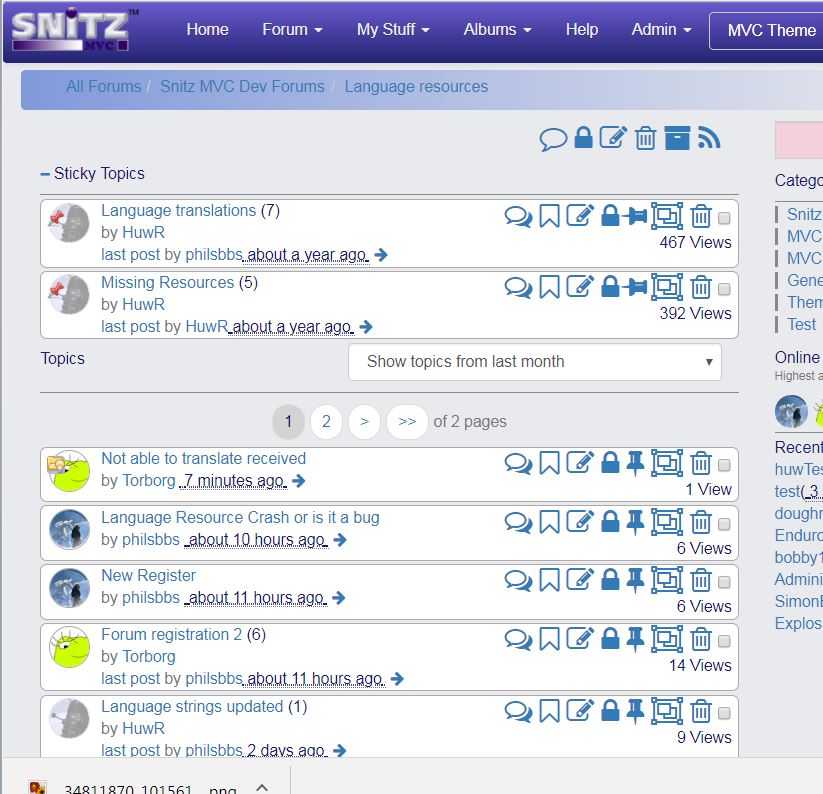 SNiTZ™
MVC
Home Forum My Stuff Albums Help Admin MVC Theme
All Forums / Snitz MVC Dev Forums / Language resources
Sticky Topics
Language translations (7)
by HuwR
last post by philsbbs about a year ago
467 Views
Missing Resources (5)
by HuwR
last post by HuwR about a year ago
392 Views
Topics
Show topics from last month
1 2 > >> of 2 pages
Not able to translate received
by Torborg 7 minutes ago
1 View
Language Resource Crash or is it a bug
by philsbbs about 10 hours ago
6 Views
New Register
by philsbbs about 11 hours ago
6 Views
Forum registration 2 (6)
by Torborg
last post by philsbbs about 11 hours ago
14 Views
Language strings updated (1)
by HuwR
last post by philsbbs 2 days ago
9 Views
Catego
Snitz
MVC
MVC
Gene
Them
Test
Online
Highest a
Recent
huwTes
test( 3
doughn
Enduro
bobby1
Admini
SimonE
Explos
34811870_101561....png